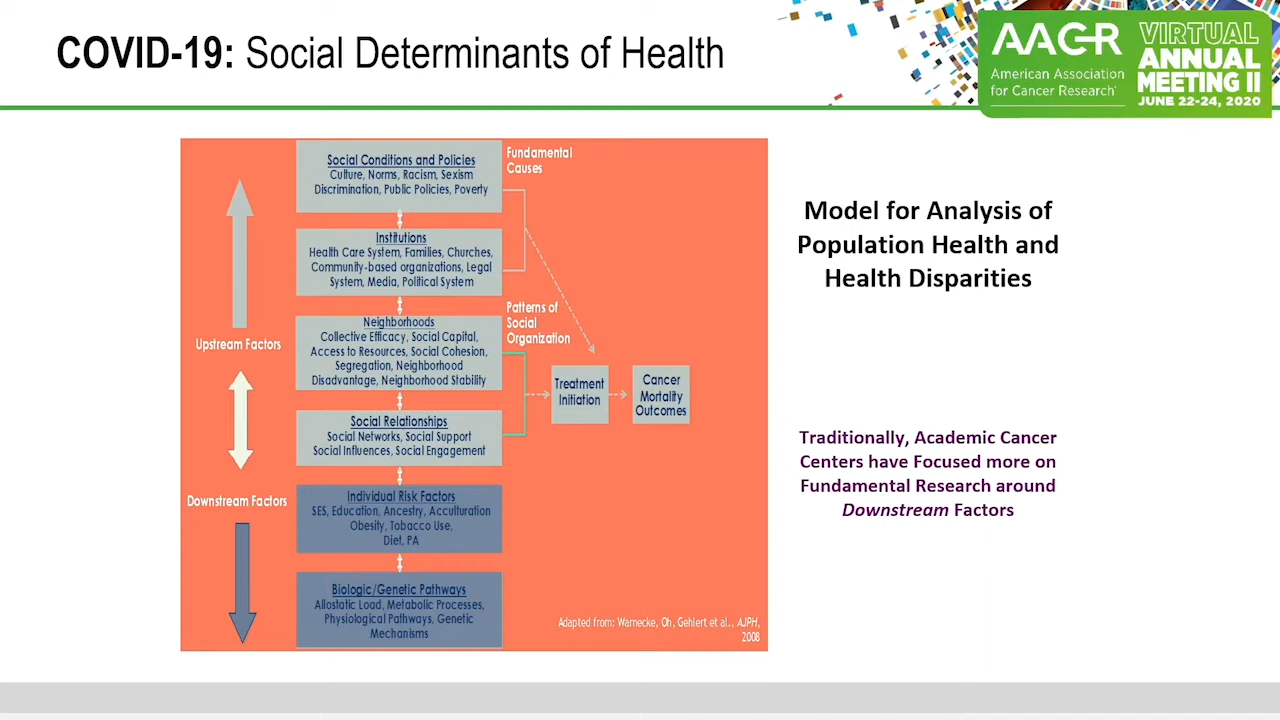 COVID-19: Social Determinants of Health
AACR
American Association
for Cancer Research
VIRTUAL
ANNUAL
MEETING II
JUNE 22-24, 2020
Social Conditions and Policies
Culture, Norms, Racism, Sexism
Discrimination, Public Policies, Poverty
Fundamental
Causes
Institutions
Health Care System, Families, Churches,
Community-based organizations, Legal
System, Media, Political System
Neighborhoods
Collective Efficacy, Social Capital,
Access to Resources, Social Cohesion,
Segregation, Neighborhood
Disadvantage, Neighborhood Stability
Patterns of
Social
Organization
Upstream Factors
Treatment
Initiation
Cancer
Mortality
Outcomes
Social Relationships
Social Networks, Social Support
Social Influences, Social Engagement
Downstream Factors
Individual Risk Factors
SES, Education, Ancestry, Acculturation
Obesity, Tobacco Use,
Diet, PA
Biologic/Genetic Pathways
Allostatic Load, Metabolic Processes,
Physiological Pathways, Genetic
Mechanisms
Adapted from: Warnecke, Oh, Gehlert et al., AJPH,
2008
Model for Analysis of
Population Health and
Health Disparities
Traditionally, Academic Cancer
Centers have Focused more on
Fundamental Research around
Downstream Factors